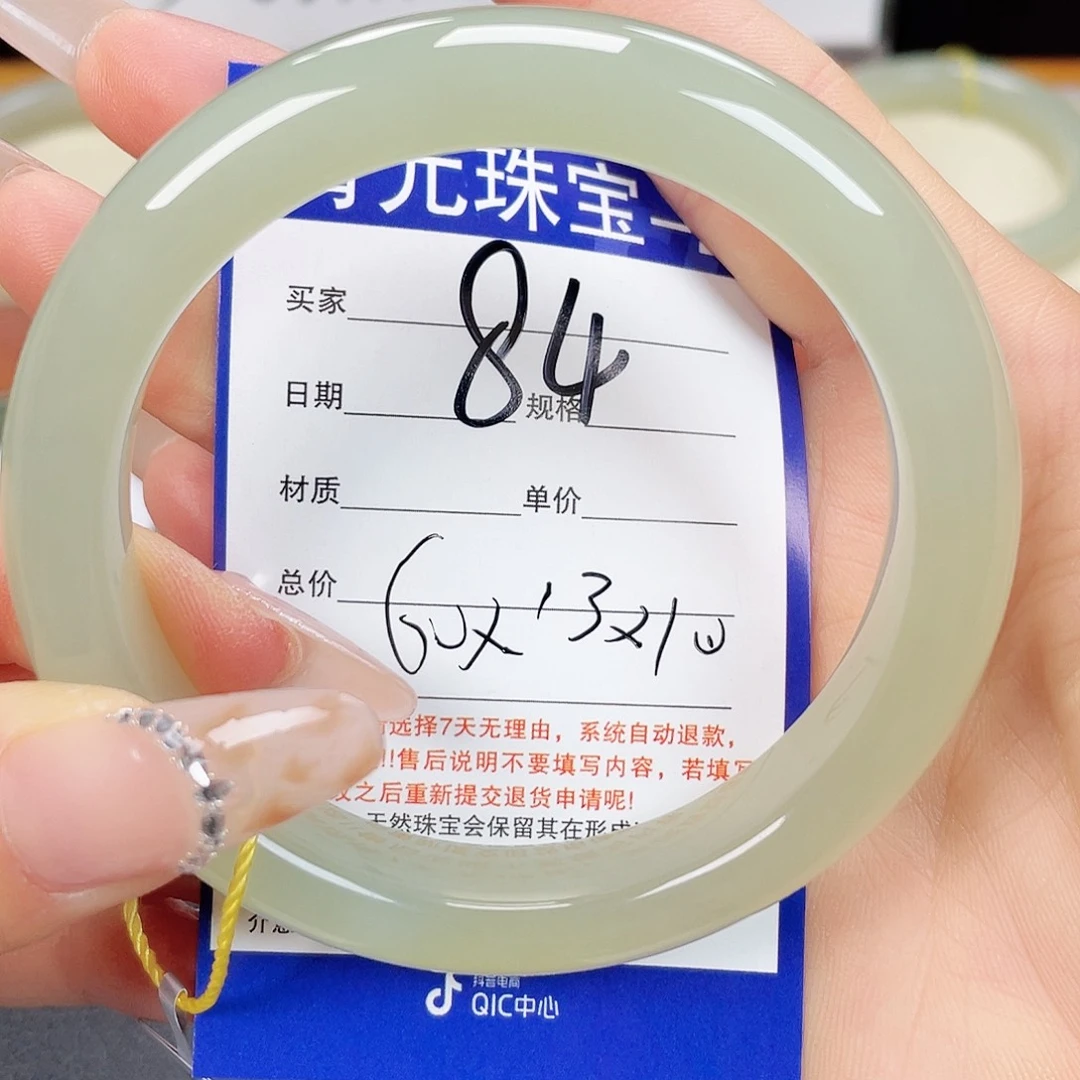 元珠宝
84
买家
日期 规格
材质 单价
总价
60x13x10
选择7天无理由，系统自动退款，
!!售后说明不要填写内容，若填写
之后重新提交退货申请呢!
天然珠宝会保留其在形成
抖音电商
QIC中心